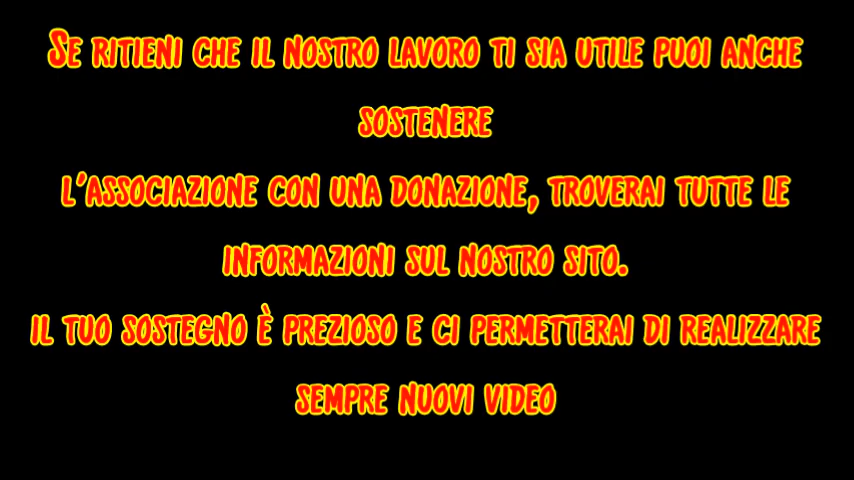 Se ritieni che il nostro lavoro ti sia utile puoi anche
sostenere
l'associazione con una donazione, troverai tutte le
informazioni sul nostro sito.
il tuo sostegno è prezioso e ci permetterai di realizzare
sempre nuovi video